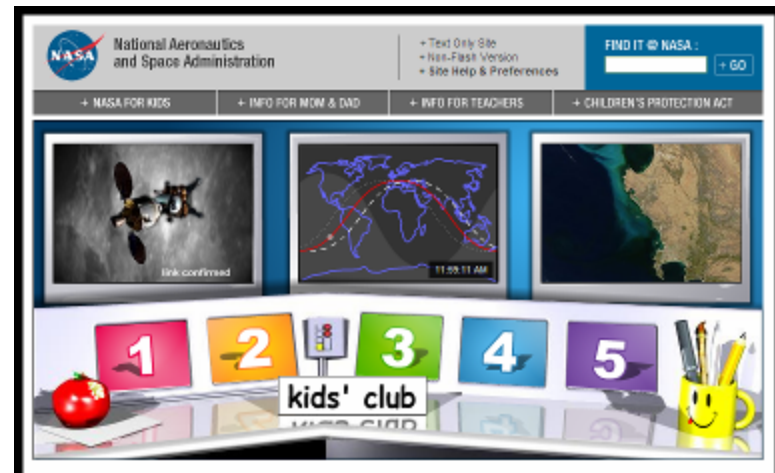 NASA
National Aeronautics
and Space Administration
+ Text Only Site
+ Non-Flash Version
+ Site Help & Preferences
FIND IT @ NASA :
+ GO
+ NASA FOR KIDS
+ INFO FOR MOM & DAD
+ INFO FOR TEACHERS
+ CHILDREN'S PROTECTION ACT
link confirmed
11:59:11 AM
1
2
3
4
5
kids' club